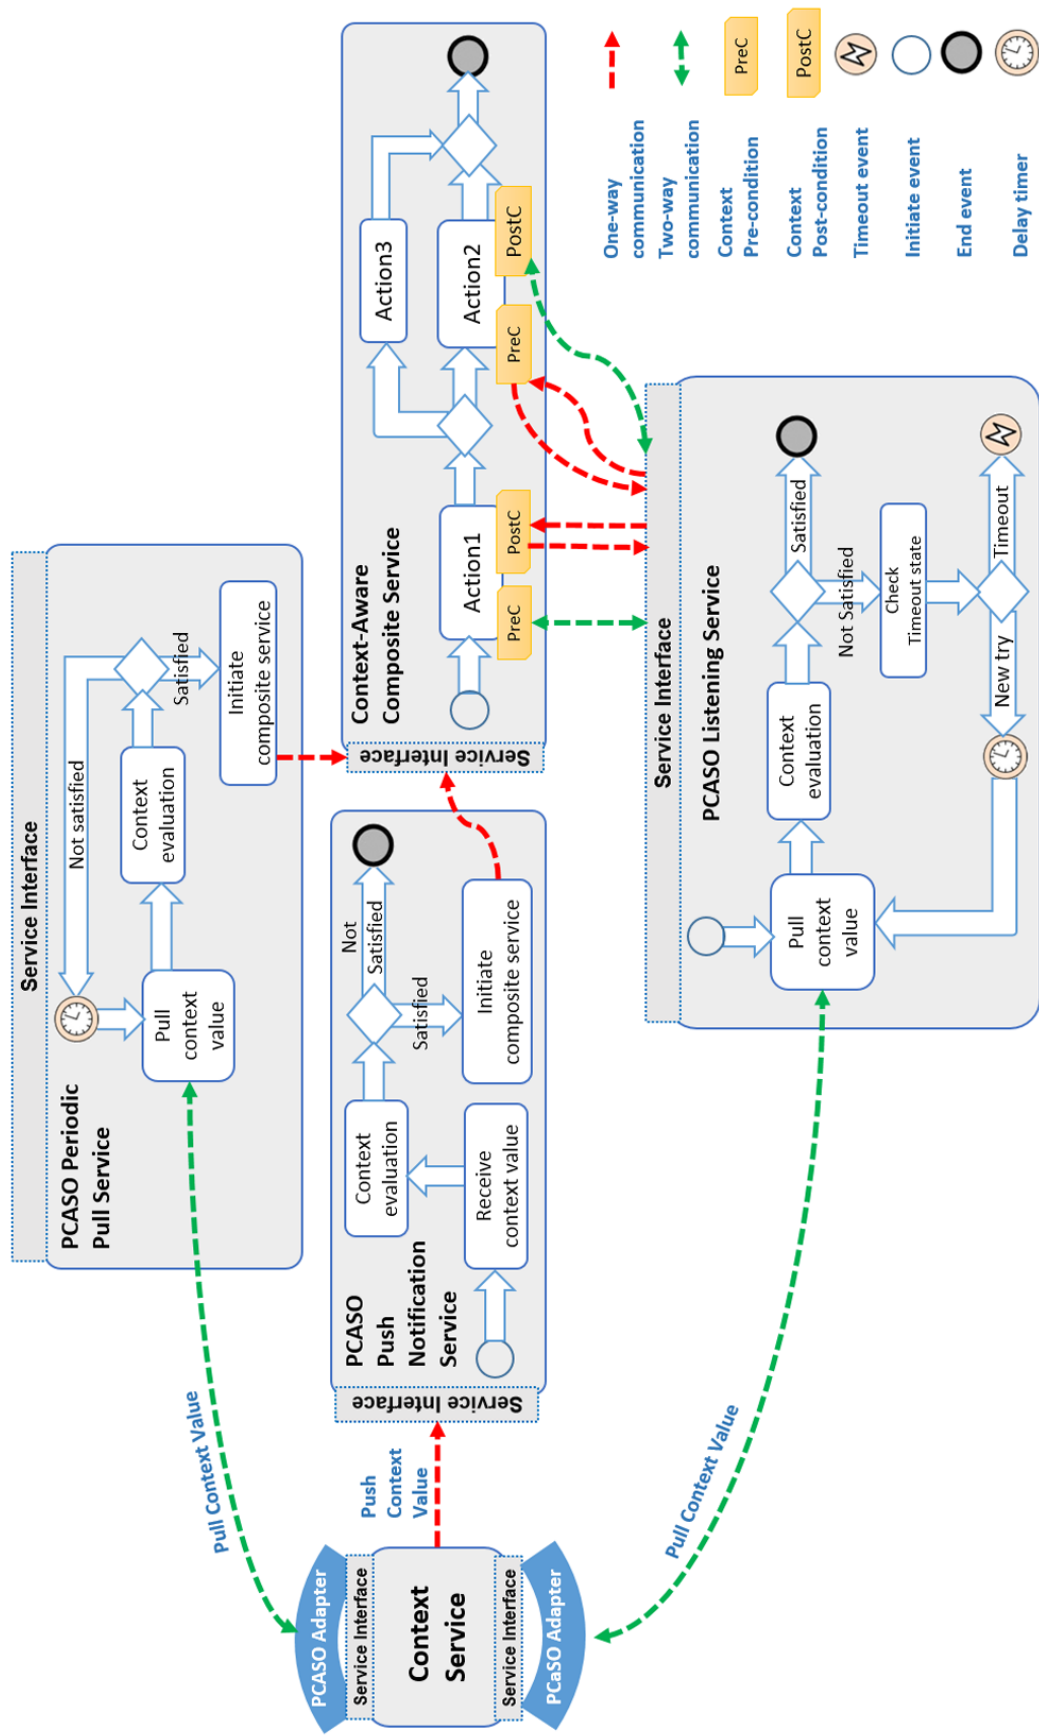 Service Interface
PCASO Periodic
Pull Service
Pull
context
value
Context
evaluation
Not satisfied
Satisfied
Initiate
composite service
Pull Context Value
PCASO Adapter
Service Interface
Context
Service
Service Interface
PCaSO Adapter
Push
Context
Value
Service Interface
PCASO
Push
Notification
Service
Receive
context value
Context
evaluation
Not
Satisfied
Satisfied
Initiate
composite service
Service Interface
Context-Aware
Composite Service
Action1
PreC
PostC
Action3
Action2
PreC
PostC
Pull Context Value
Service Interface
PCASO Listening Service
Pull
context
value
Context
evaluation
Satisfied
Not Satisfied
Check
Timeout state
New try
Timeout
One-way
communication
Two-way
communication
Context
Pre-condition
PreC
Context
Post-condition
PostC
Timeout event
Initiate event
End event
Delay timer